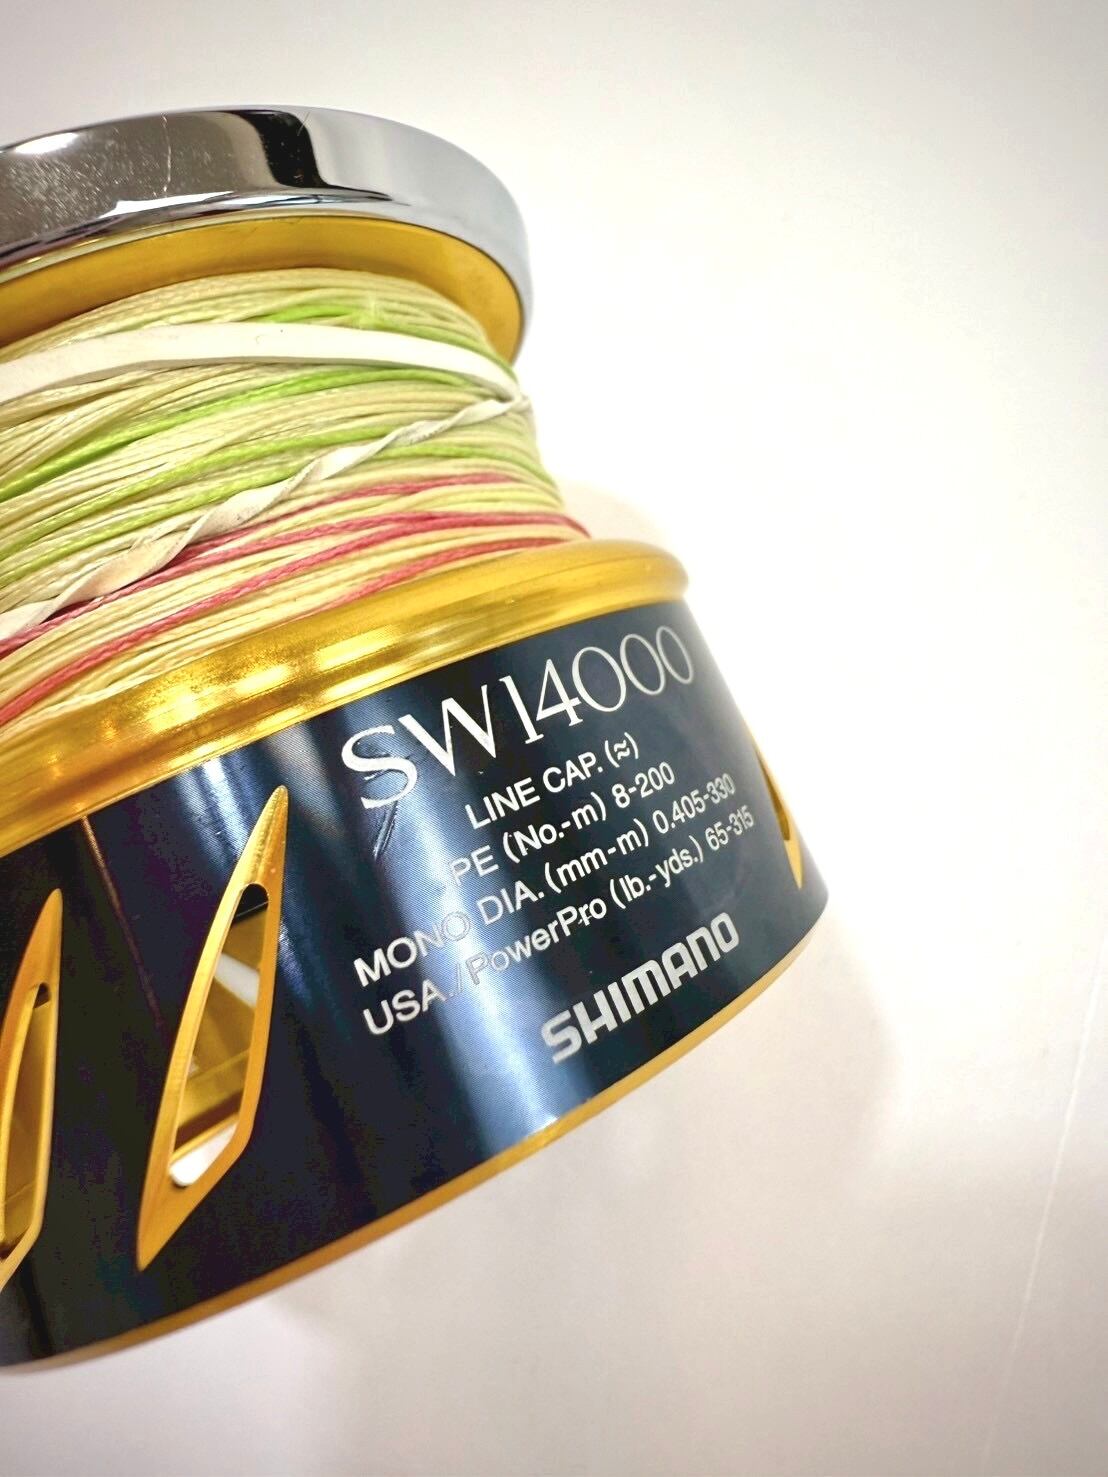 SW14000
LINE CAP. (≈)
PE (No.-m) 8-200
MONO DIA. (mm-m) 0.405-330
USA./PowerPro (lb.-yds.) 65-315
SHIMANO